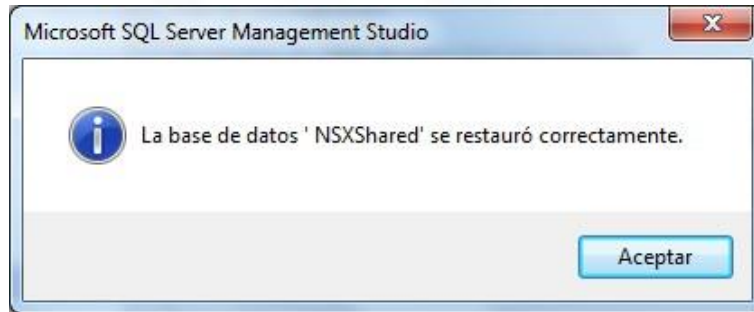 Microsoft SQL Server Management Studio
La base de datos ' NSXShared' se restauró correctamente.
Aceptar